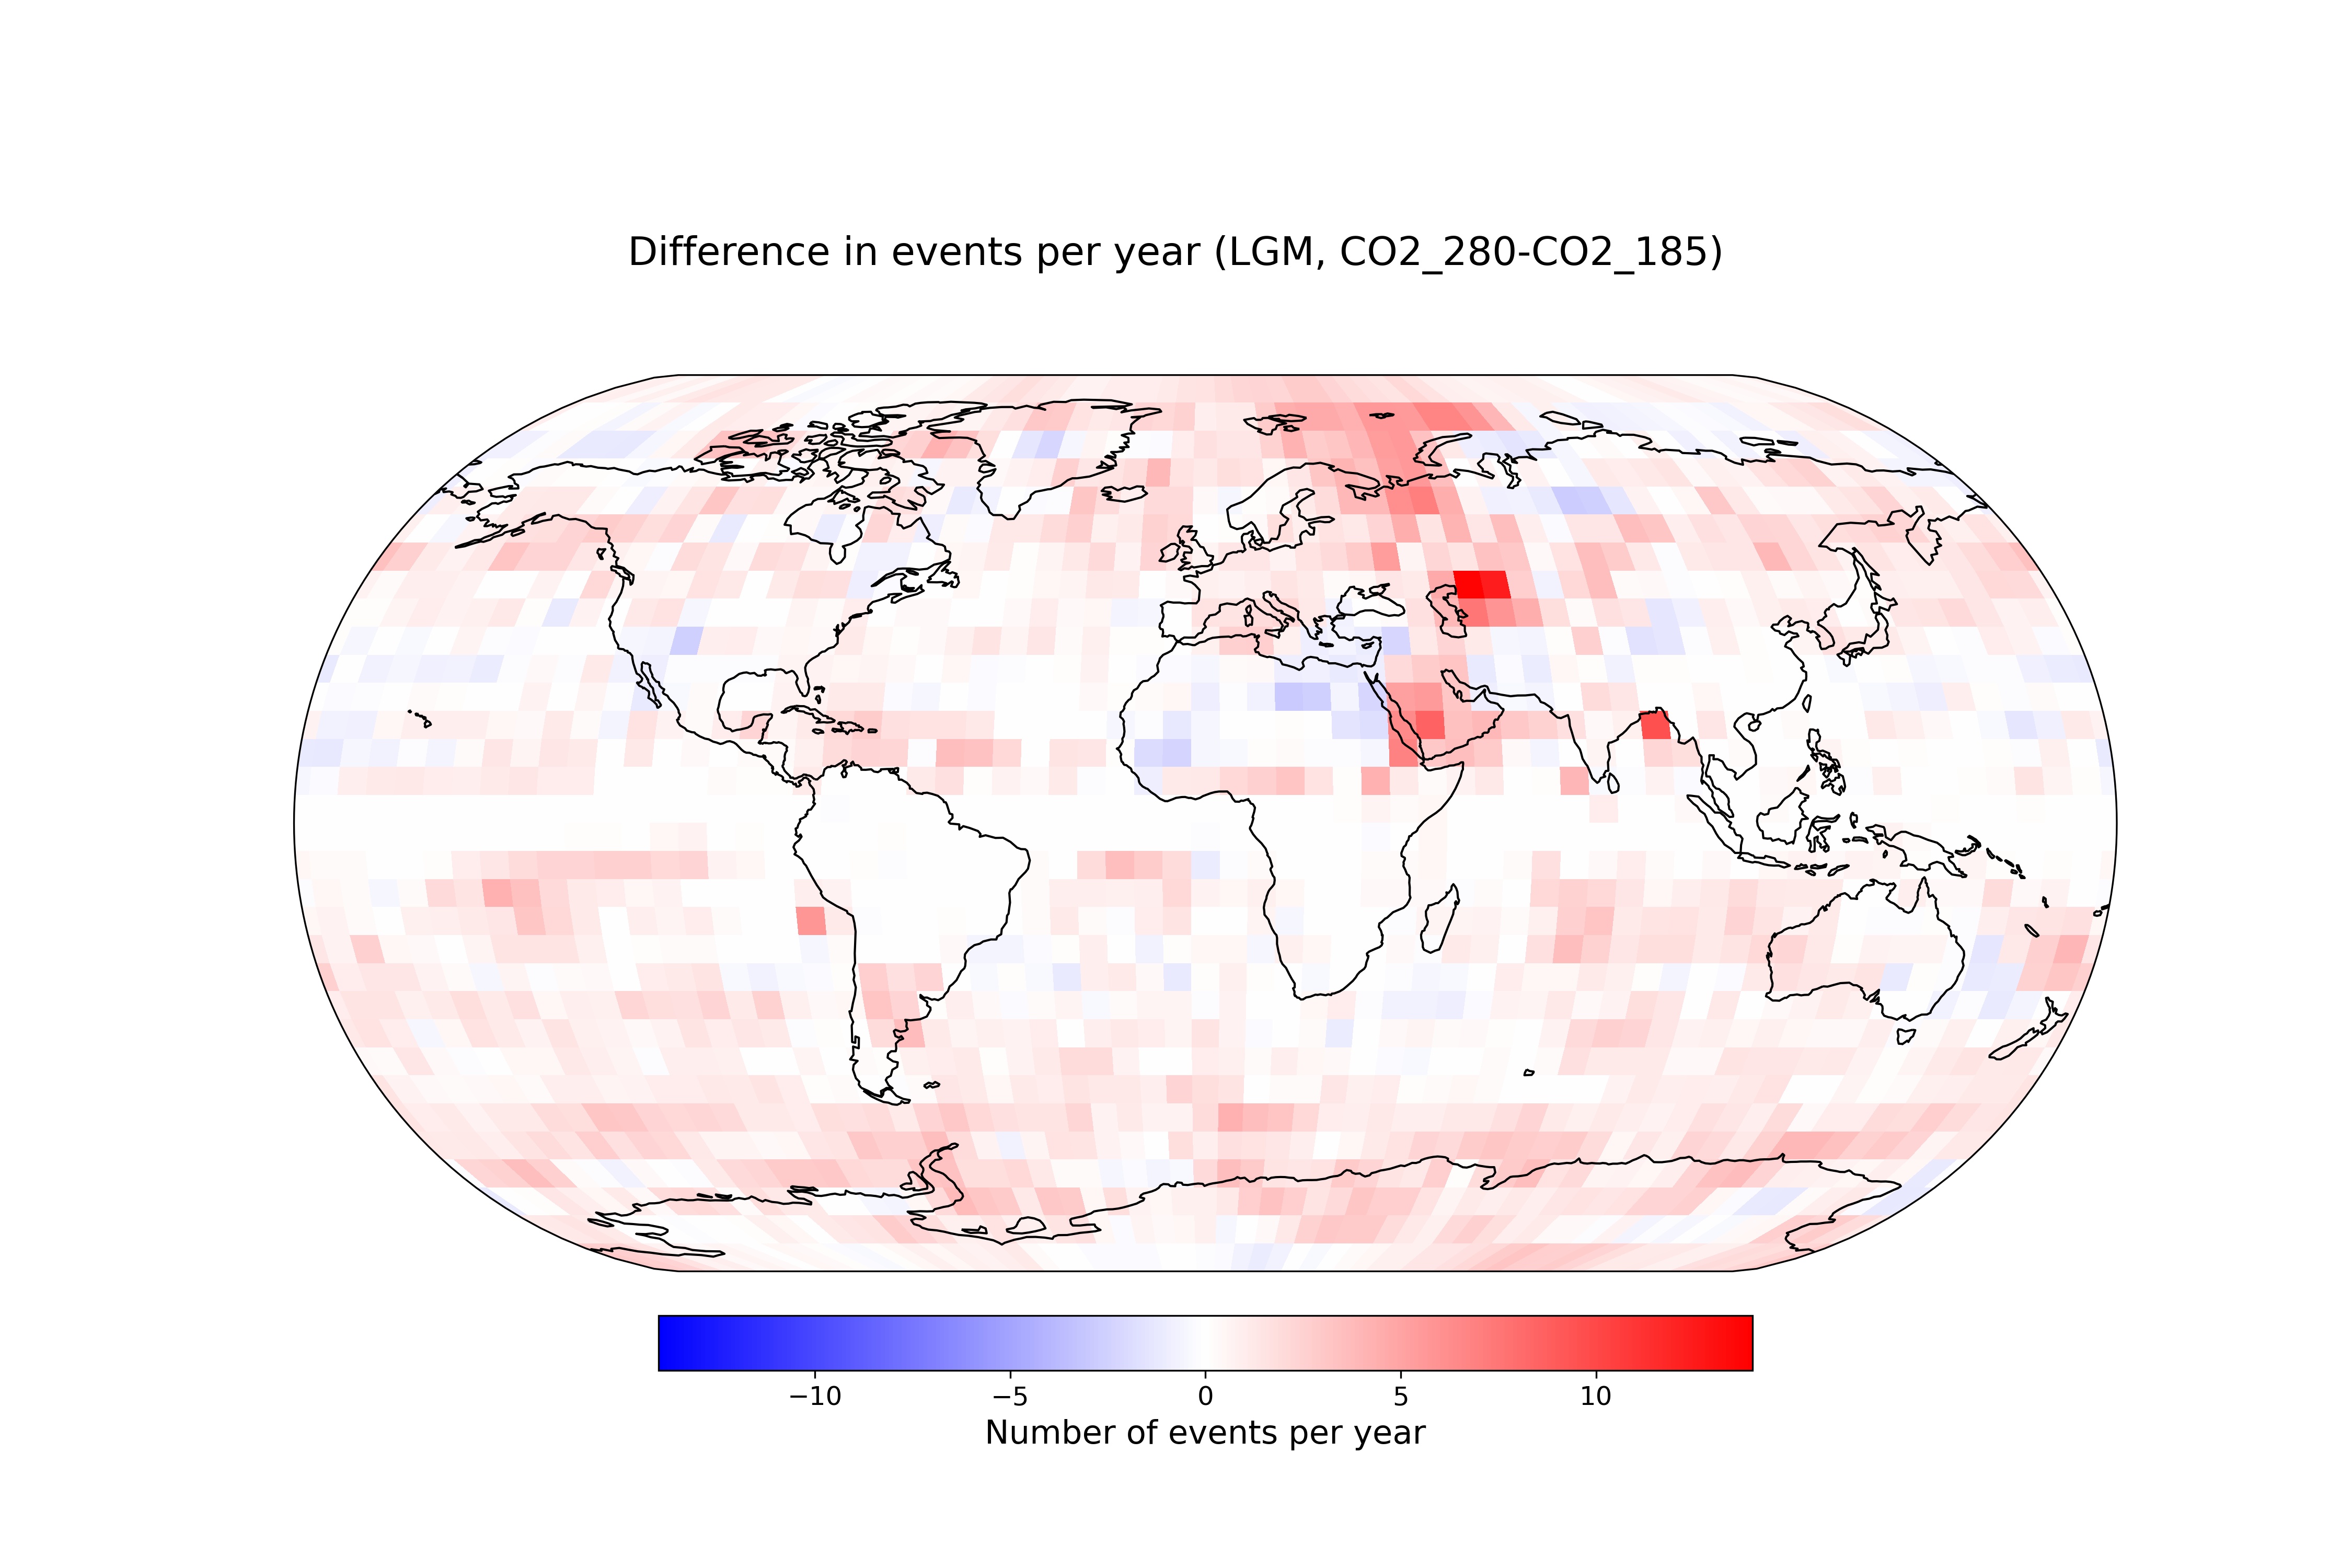 Difference in events per year (LGM, CO2_280-CO2_185)
−10 −5 0 5 10
Number of events per year